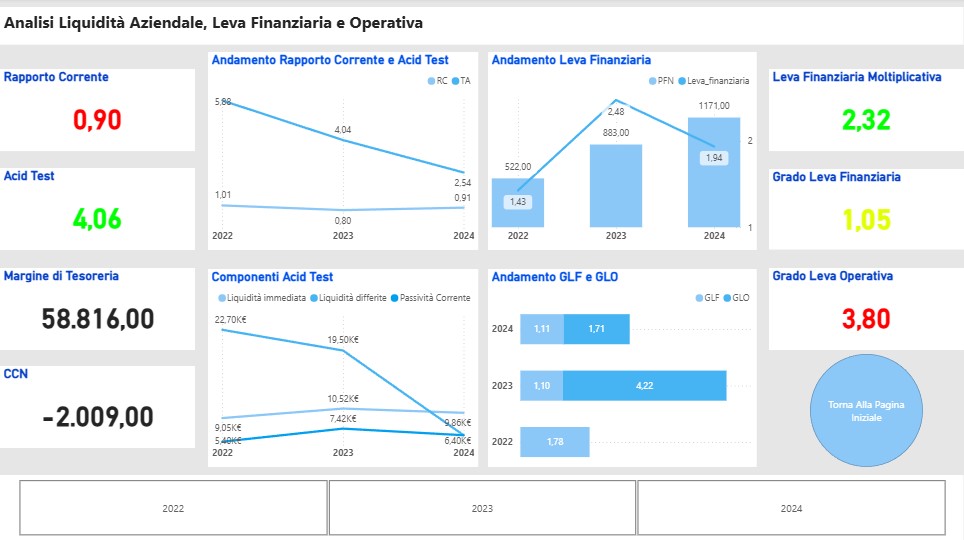 Analisi Liquidità Aziendale, Leva Finanziaria e Operativa
Rapporto Corrente
0,90
Acid Test
4,06
Margine di Tesoreria
58.816,00
CCN
-2.009,00
Andamento Rapporto Corrente e Acid Test
RC TA
5,88
4,04
2,54
1,01
0,80
0,91
2022 2023 2024
Componenti Acid Test
Liquidità immediata Liquidità differite Passività Corrente
22,70K€
19,50K€
10,52K€
9,86K€
9,05K€
7,42K€
5,40K€
6,40K€
2022 2023 2024
Andamento Leva Finanziaria
PFN Leva_finanziaria
1171,00
2,48
883,00
522,00
1,94
1,43
2
1
2022 2023 2024
Andamento GLF e GLO
GLF GLO
2024 1,11 1,71
2023 1,10 4,22
2022 1,78
Leva Finanziaria Moltiplicativa
2,32
Grado Leva Finanziaria
1,05
Grado Leva Operativa
3,80
Torna Alla Pagina
Iniziale
2022 2023 2024